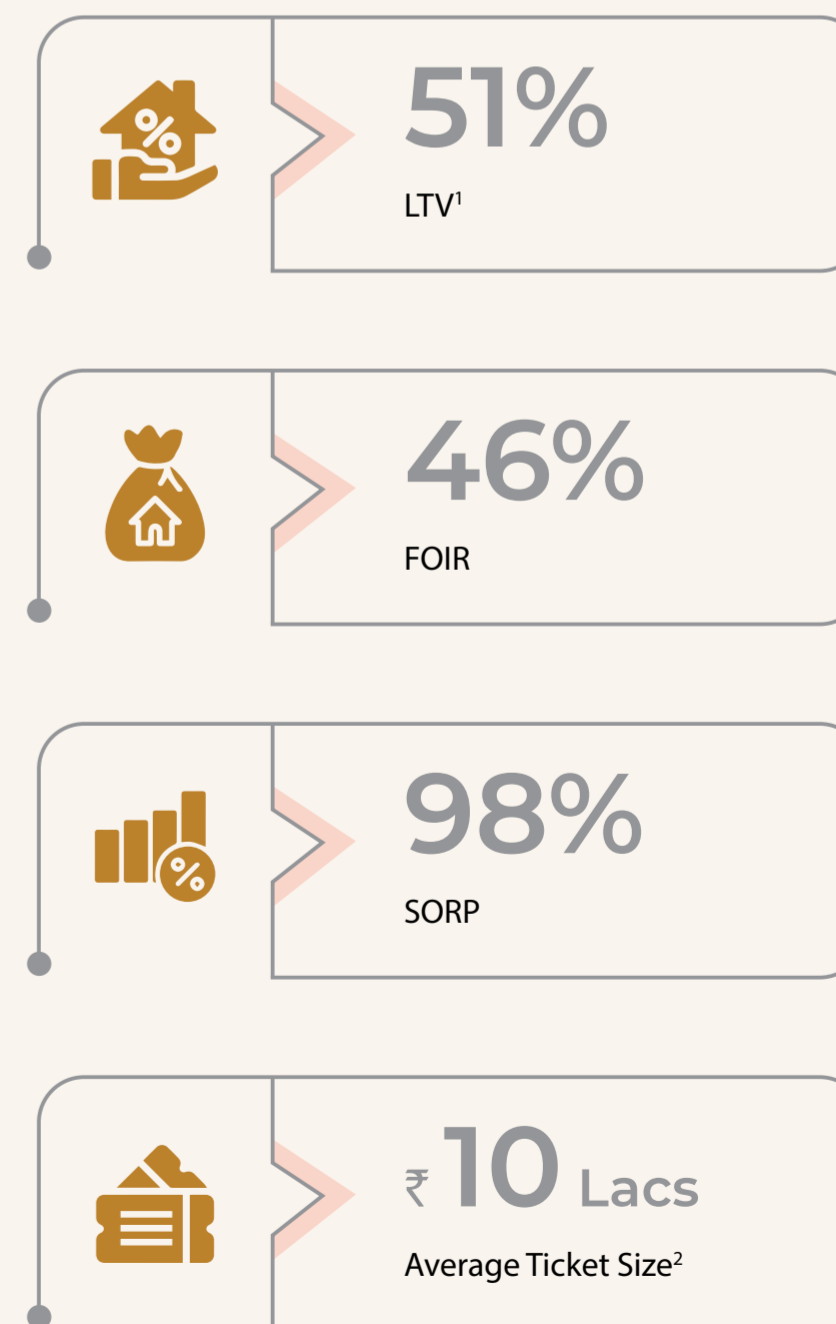 51%
LTV¹
46%
FOIR
98%
SORP
₹ 10 Lacs
Average Ticket Size²